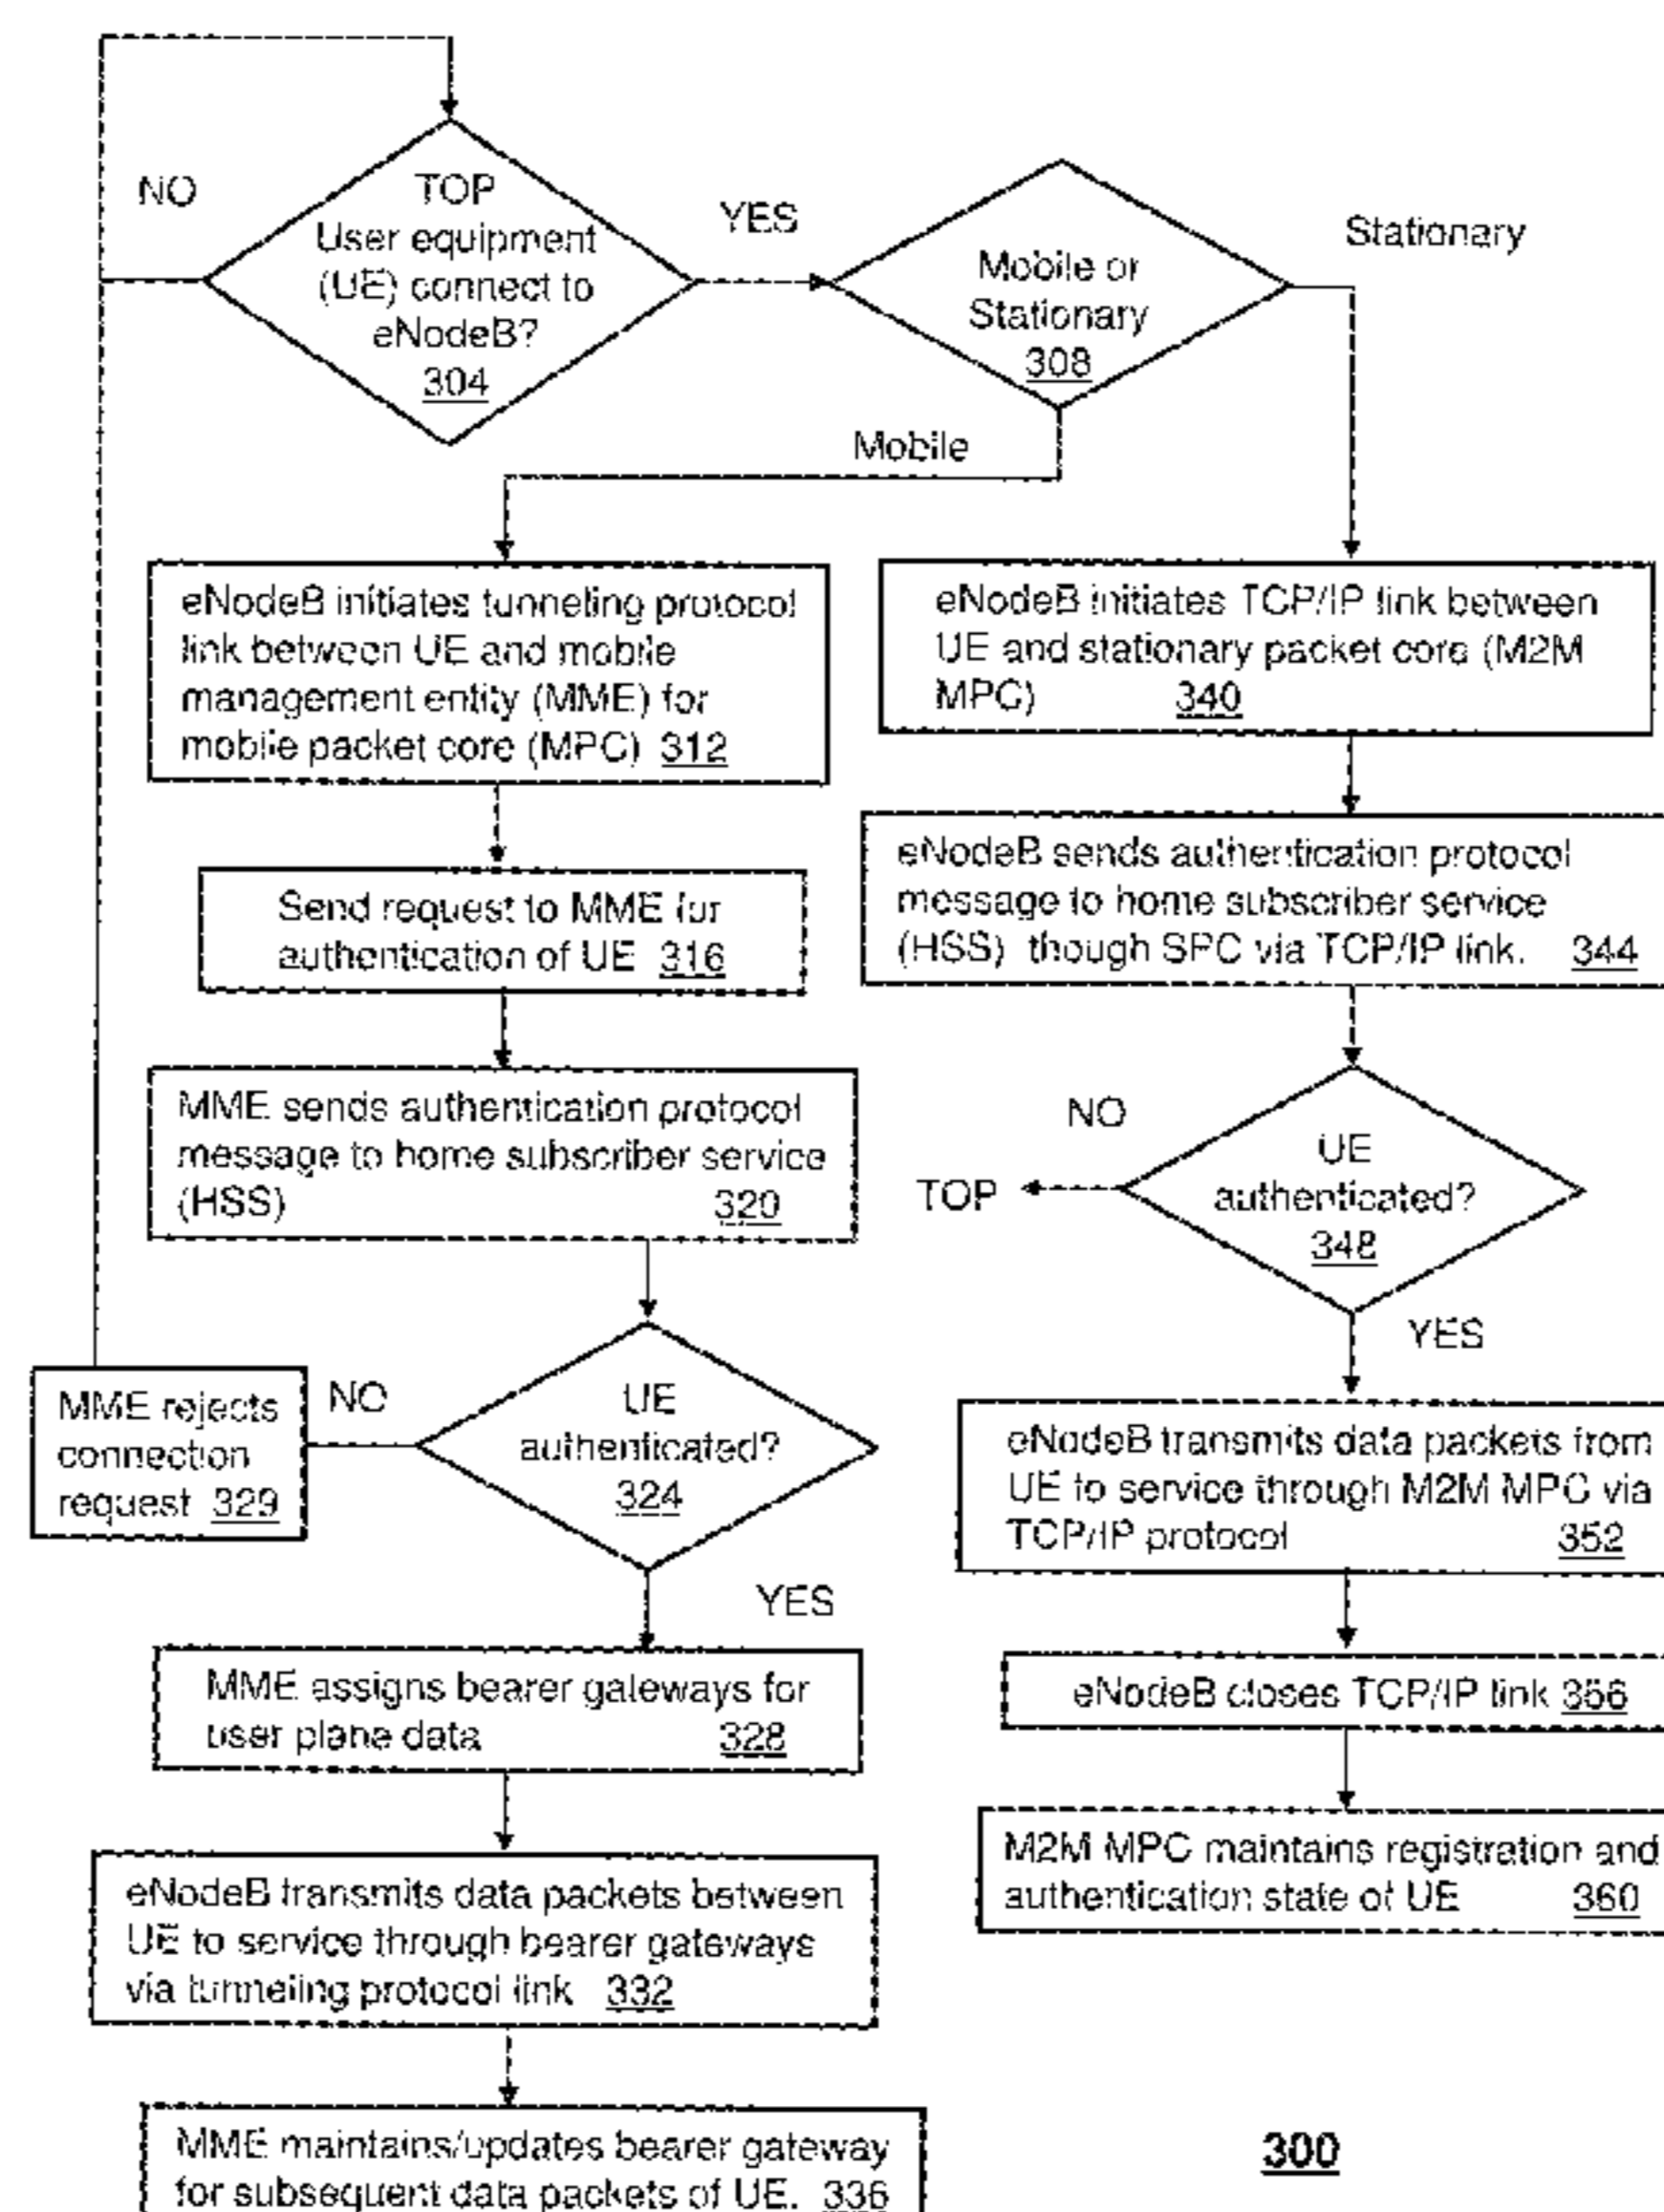 NO
TOP
User equipment
(UE) connect to
eNodeB?
304
YES
Mobile or
Stationary
308
Stationary
Mobile
eNodeB initiates tunneling protocol
link between UE and mobile
management entity (MME) for
mobile packet core (MPC) 312
Send request to MME for
authentication of UE 316
MME sends authentication protocol
message to home subscriber service
(HSS) 320
UE
authenticated?
324
NO
MME rejects
connection
request 329
YES
MME assigns bearer gateways for
user plane data 328
eNodeB transmits data packets between
UE to service through bearer gateways
via tunneling protocol link 332
MME maintains/updates bearer gateway
for subsequent data packets of UE. 336
eNodeB initiates TCP/IP link between
UE and stationary packet core (M2M
MPC) 340
eNodeB sends authentication protocol
message to home subscriber service
(HSS) though SPC via TCP/IP link. 344
NO
TOP
UE
authenticated?
348
YES
eNodeB transmits data packets from
UE to service through M2M MPC via
TCP/IP protocol 352
eNodeB closes TCP/IP link 356
M2M MPC maintains registration and
authentication state of UE 360
300